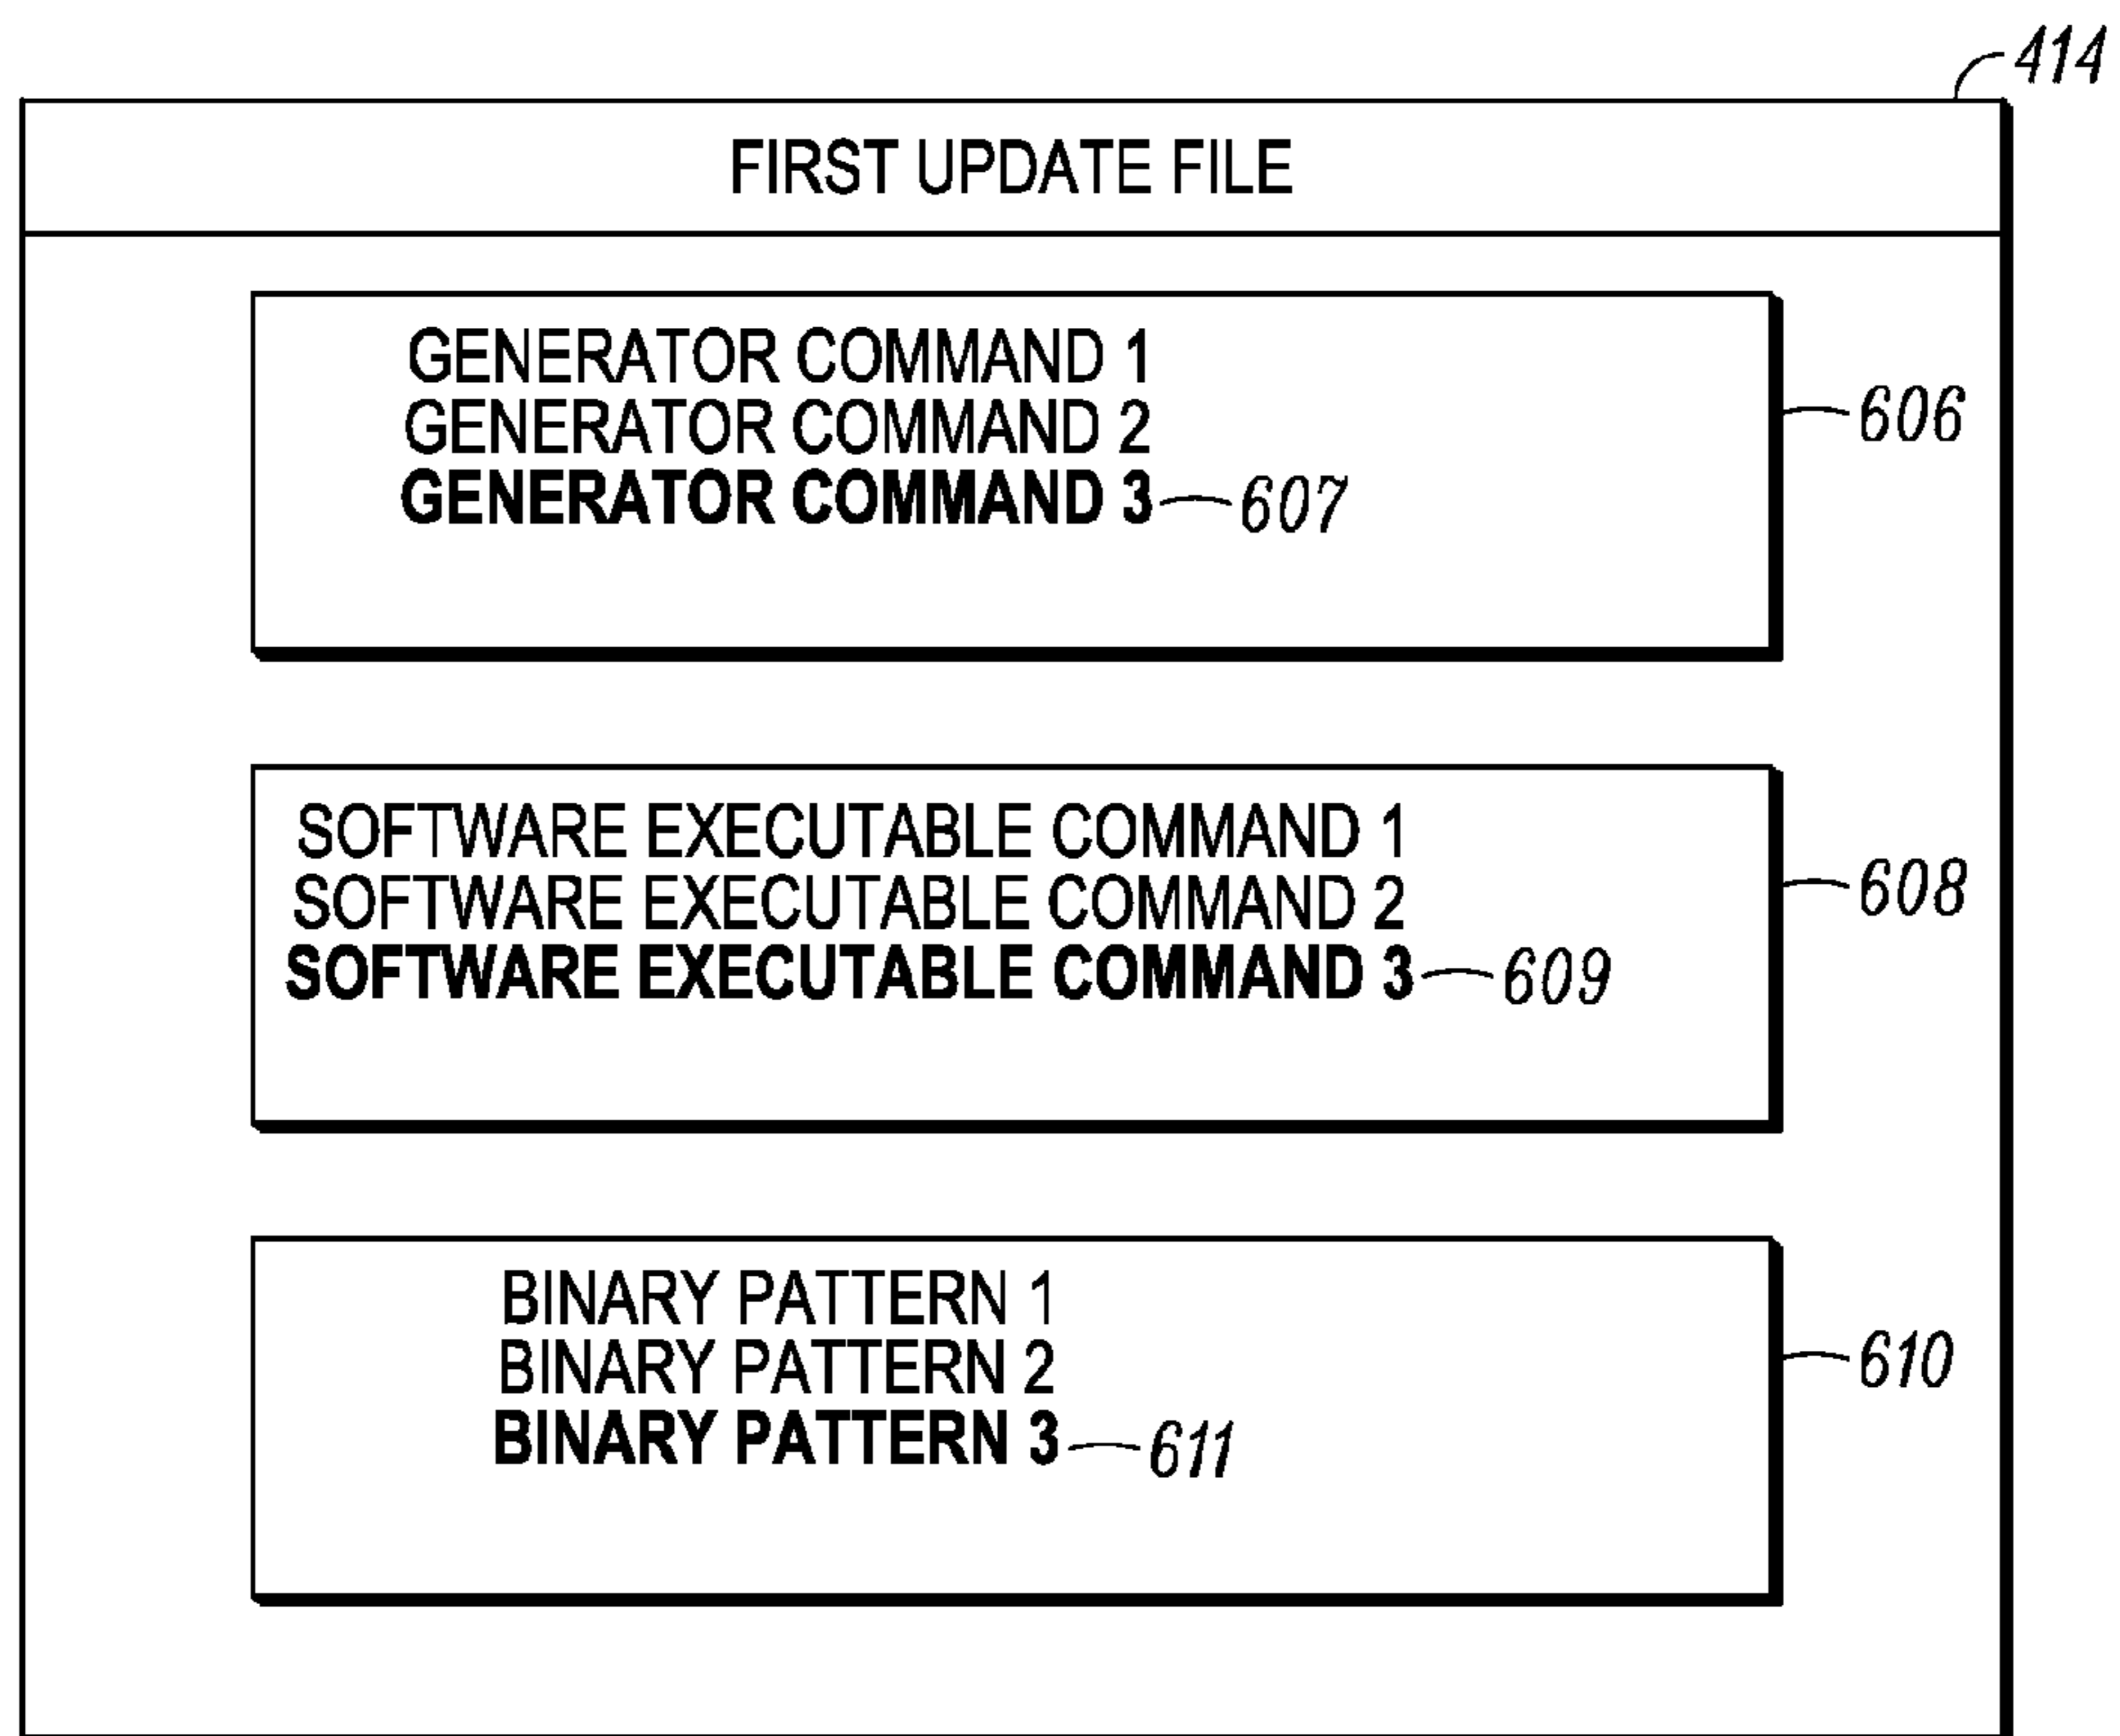 414
FIRST UPDATE FILE
GENERATOR COMMAND 1
GENERATOR COMMAND 2
GENERATOR COMMAND 3 607
606
SOFTWARE EXECUTABLE COMMAND 1
SOFTWARE EXECUTABLE COMMAND 2
SOFTWARE EXECUTABLE COMMAND 3 609
608
BINARY PATTERN 1
BINARY PATTERN 2
BINARY PATTERN 3 611
610